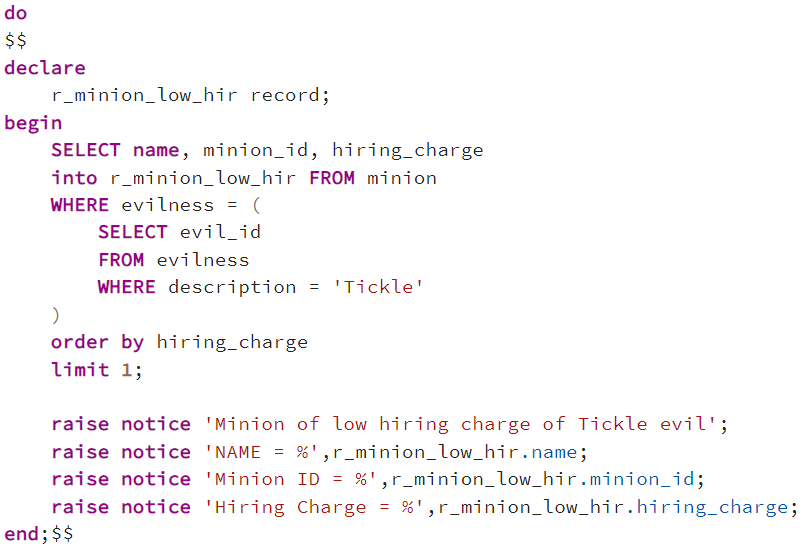 do
$$
declare
    r_minion_low_hir record;
begin
    SELECT name, minion_id, hiring_charge
    into r_minion_low_hir FROM minion
    WHERE evilness = (
        SELECT evil_id
        FROM evilness
        WHERE description = 'Tickle'
    )
    order by hiring_charge
    limit 1;

    raise notice 'Minion of low hiring charge of Tickle evil';
    raise notice 'NAME = %',r_minion_low_hir.name;
    raise notice 'Minion ID = %',r_minion_low_hir.minion_id;
    raise notice 'Hiring Charge = %',r_minion_low_hir.hiring_charge;
end;$$